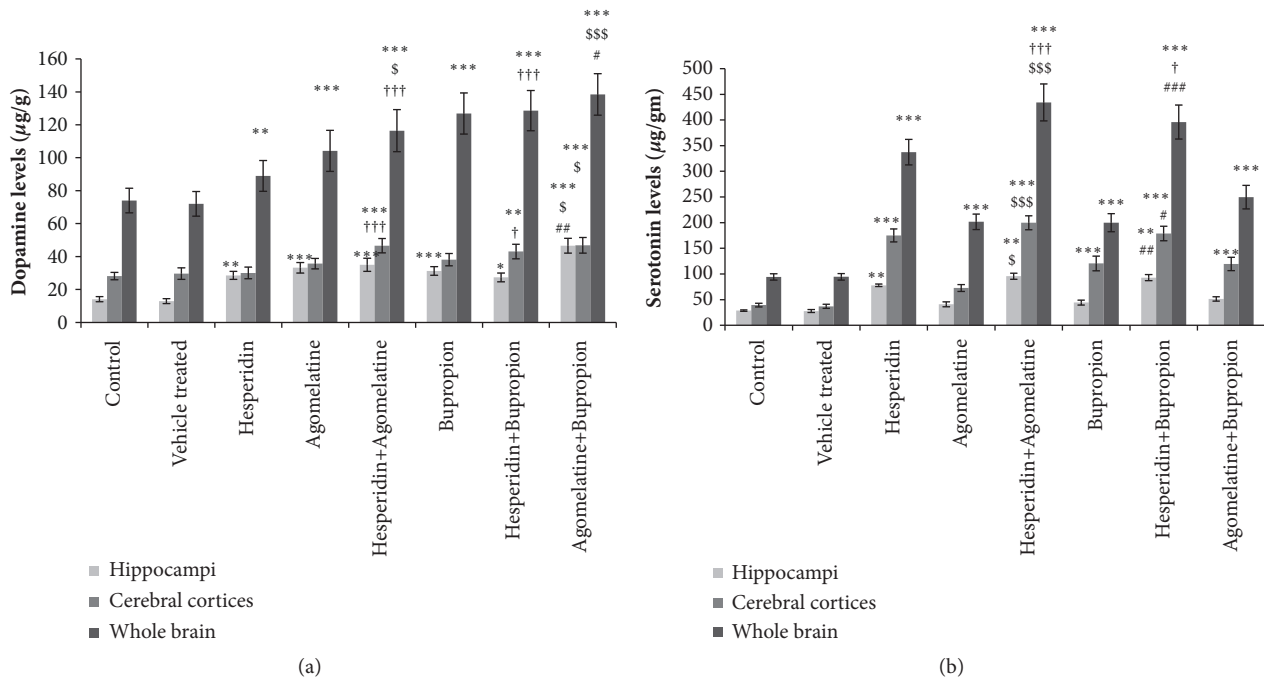 ***
$$$
#
***
$
†††
***
***
†††
***
**
***
$
***
$
##
***
†††
**
†
**
***
***
***
*
160
140
120
100
80
60
40
20
0
Dopamine levels (µg/g)
Control
Vehicle treated
Hesperidin
Agomelatine
Hesperidin+Agomelatine
Bupropion
Hesperidin+Bupropion
Agomelatine+Bupropion
Hippocampi
Cerebral cortices
Whole brain
(a)
***
†††
$$$
***
†
###
***
***
***
$$$
***
***
***
***
#
**
##
**
$
**
***
***
500
450
400
350
300
250
200
150
100
50
0
Serotonin levels (µg/gm)
Control
Vehicle treated
Hesperidin
Agomelatine
Hesperidin+Agomelatine
Bupropion
Hesperidin+Bupropion
Agomelatine+Bupropion
Hippocampi
Cerebral cortices
Whole brain
(b)